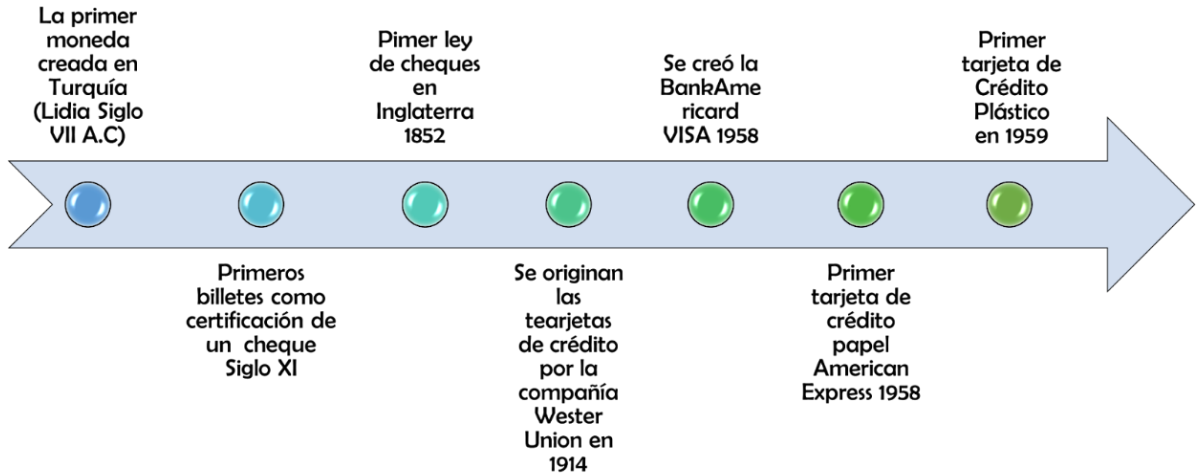 La primer
moneda
creada en
Turquía
(Lidia Siglo
VII A.C)
Primeros
billetes como
certificación de
un cheque
Siglo XI
Pimer ley
de cheques
en
Inglaterra
1852
Se originan
las
tearjetas
de crédito
por la
compañía
Wester
Union en
1914
Se creó la
BankAme
ricard
VISA 1958
Primer
tarjeta de
crédito
papel
American
Express 1958
Primer
tarjeta de
Crédito
Plástico
en 1959